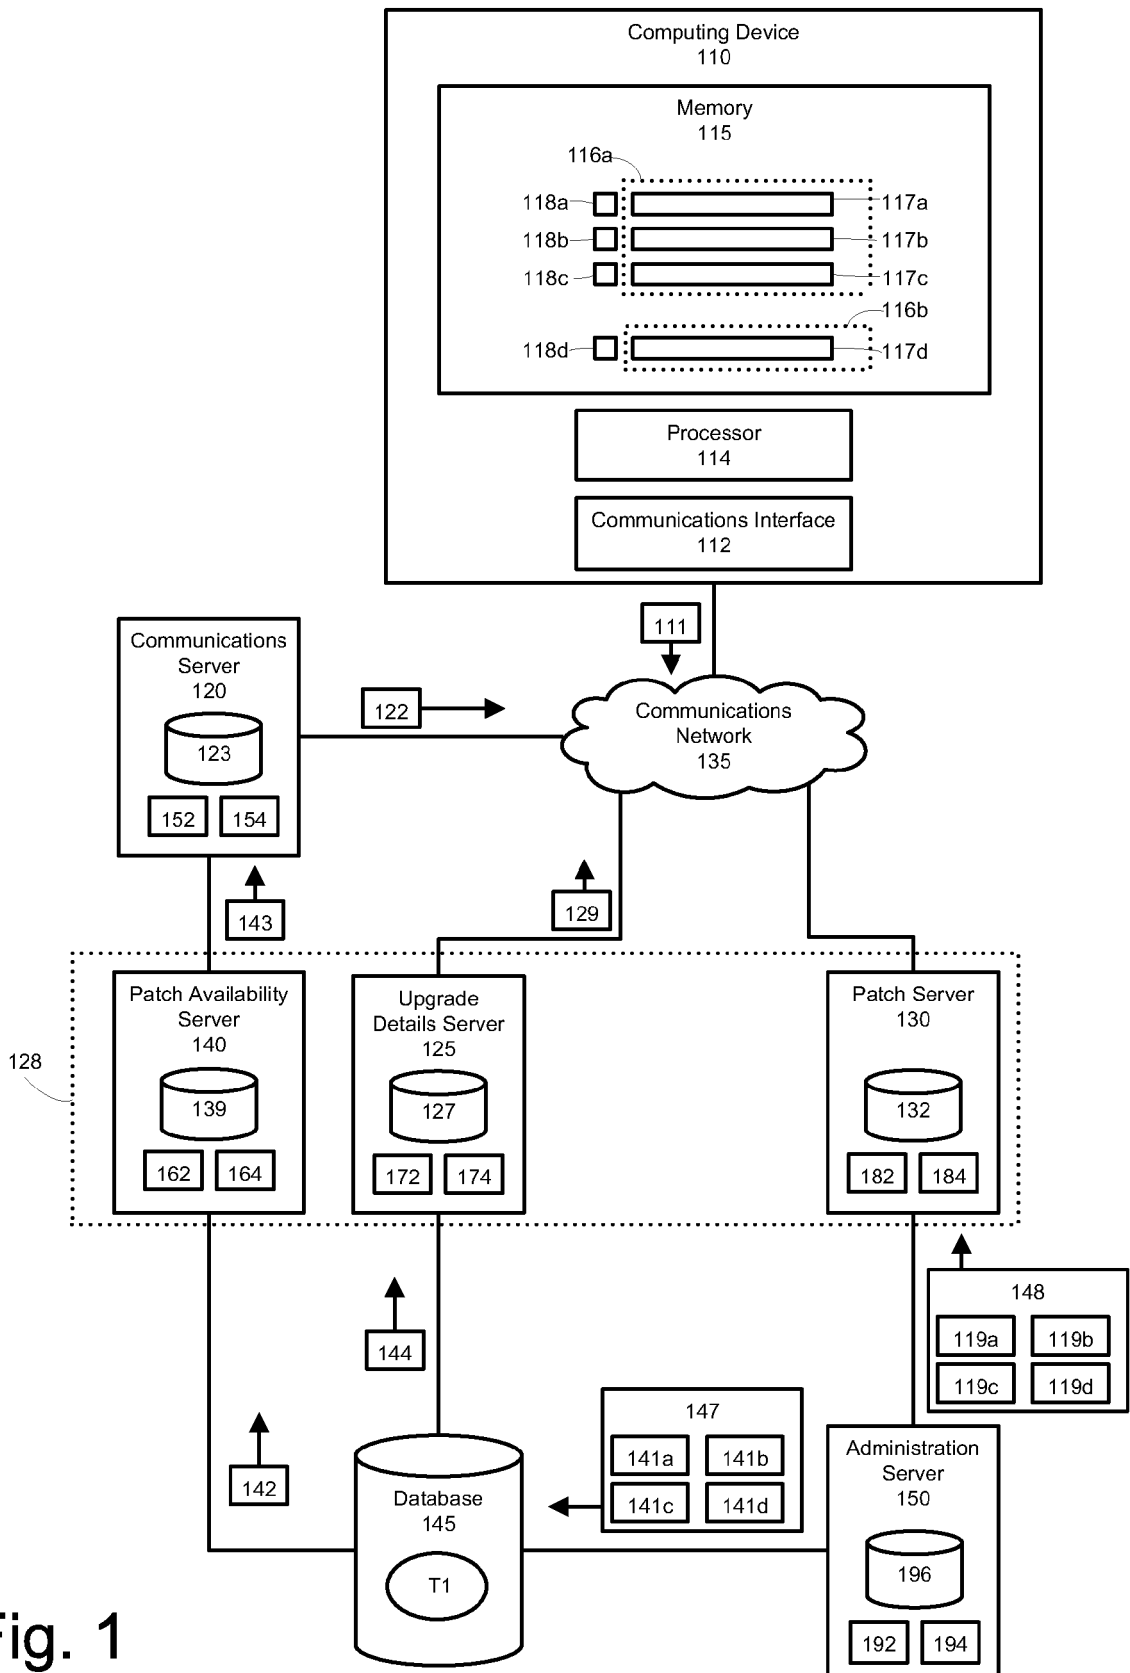 Computing Device
110
Memory
115
116a
118a
117a
118b
117b
118c
117c
116b
118d
117d
Processor
114
Communications Interface
112
111
Communications
Server
120
123
152
154
122
Communications
Network
135
143
129
128
Patch Availability
Server
140
139
162
164
Upgrade
Details Server
125
127
172
174
Patch Server
130
132
182
184
148
119a
119b
119c
119d
144
142
147
141a
141b
141c
141d
Database
145
T1
Administration
Server
150
196
192
194
Fig. 1